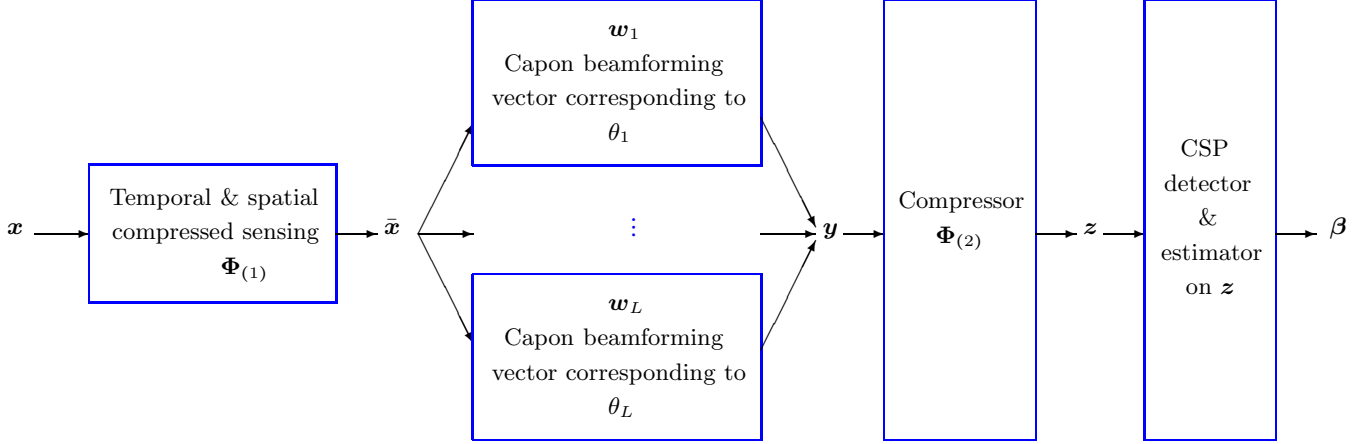 x
Temporal & spatial
compressed sensing
Φ(1)
x̄
w1
Capon beamforming
vector corresponding to
θ1
⋮
wL
Capon beamforming
vector corresponding to
θL
y
Compressor
Φ(2)
z
CSP
detector
&
estimator
on z
β